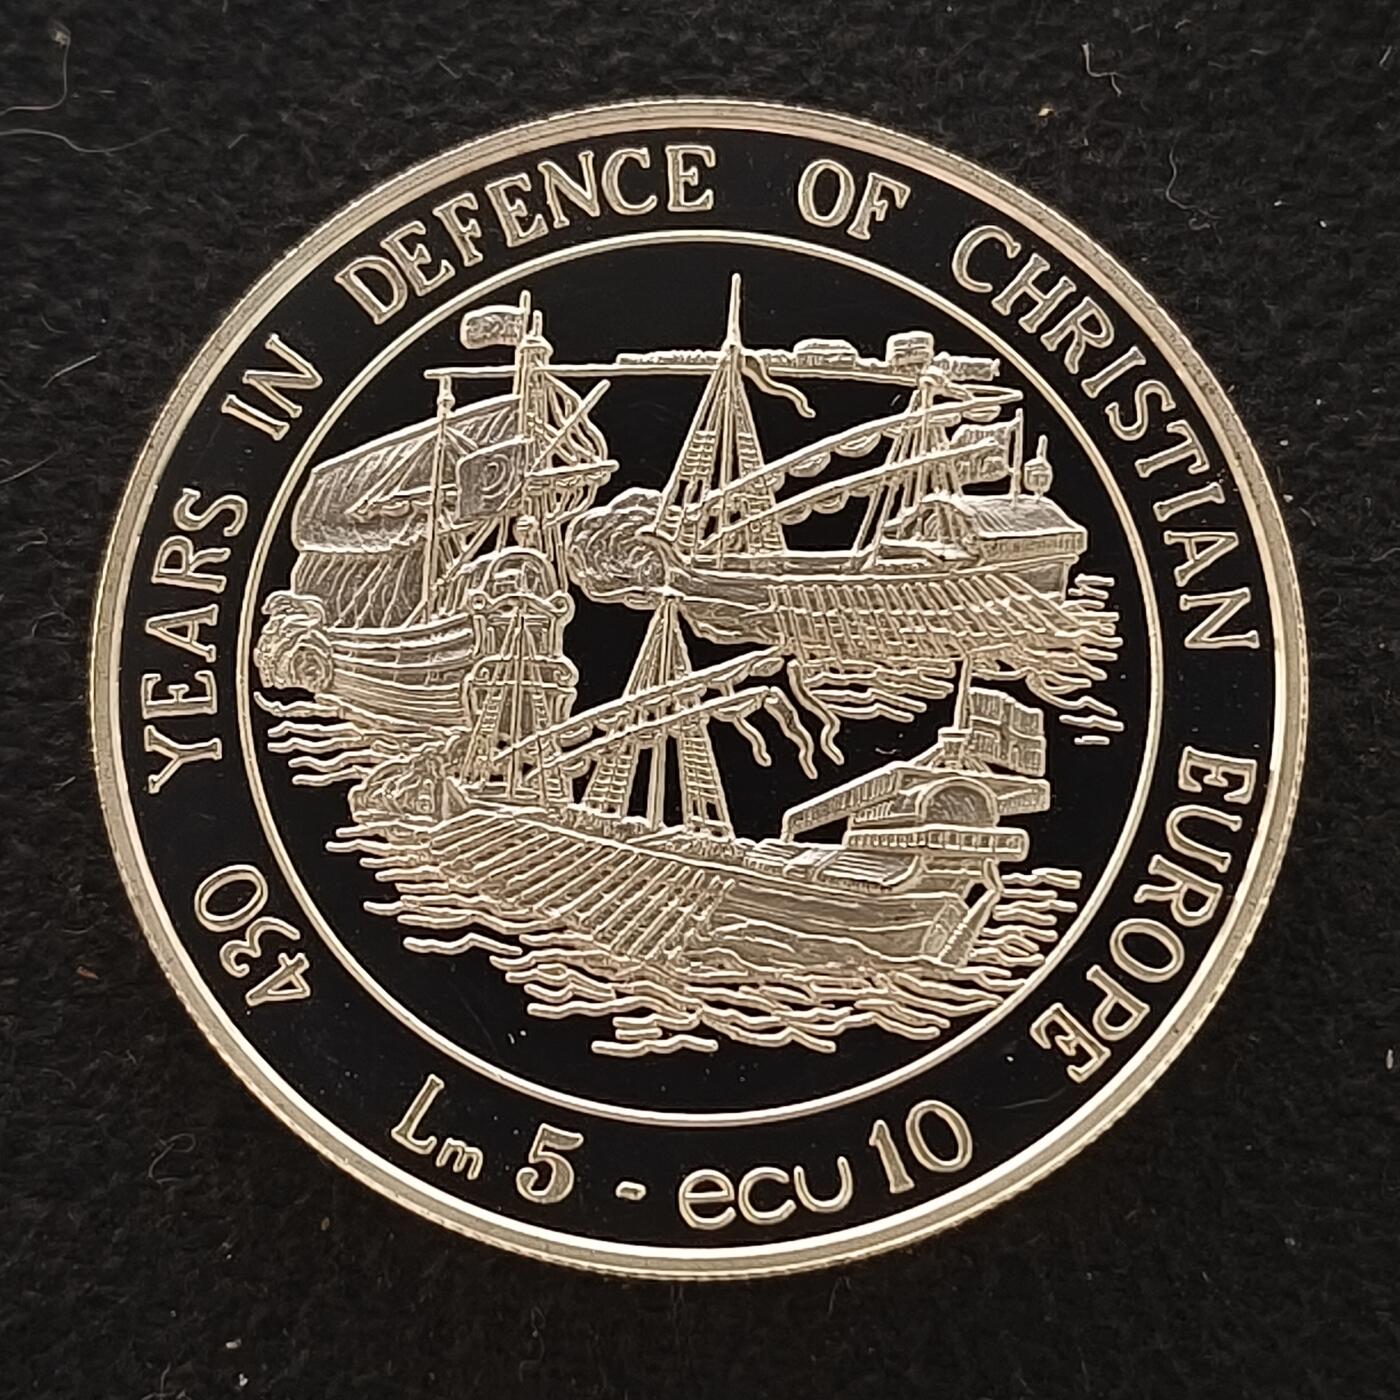 430 YEARS IN DEFENCE OF CHRISTIAN EUROPE
Lm 5 - ecu 10